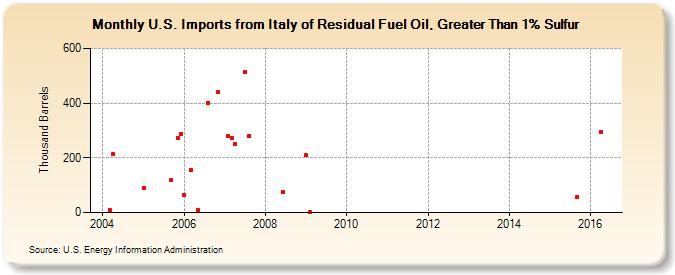 Monthly U.S. Imports from Italy of Residual Fuel Oil, Greater Than 1% Sulfur
Thousand Barrels
600
400
200
0
2004 2006 2008 2010 2012 2014 2016
Source: U.S. Energy Information Administration